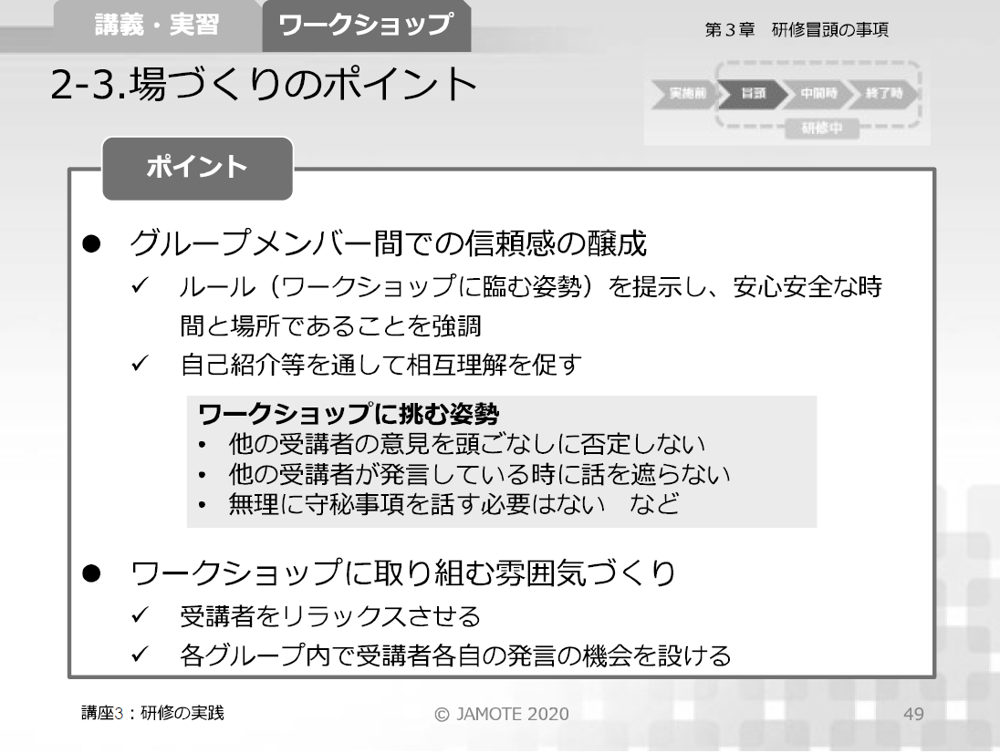 講義・実習
ワークショップ
第３章　研修冒頭の事項
2-3.場づくりのポイント
実施前
冒頭
中間時
終了時
研修中
ポイント
● グループメンバー間での信頼感の醸成
✓ ルール（ワークショップに臨む姿勢）を提示し、安心安全な時
間と場所であることを強調
✓ 自己紹介等を通して相互理解を促す
ワークショップに挑む姿勢
• 他の受講者の意見を頭ごなしに否定しない
• 他の受講者が発言している時に話を遮らない
• 無理に守秘事項を話す必要はない　など
● ワークショップに取り組む雰囲気づくり
✓ 受講者をリラックスさせる
✓ 各グループ内で受講者各自の発言の機会を設ける
講座3：研修の実践
© JAMOTE 2020
49